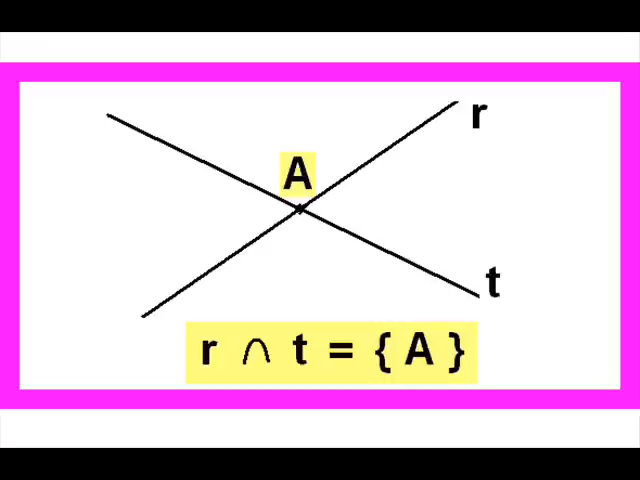 r
A
t
r ∩ t = { A }